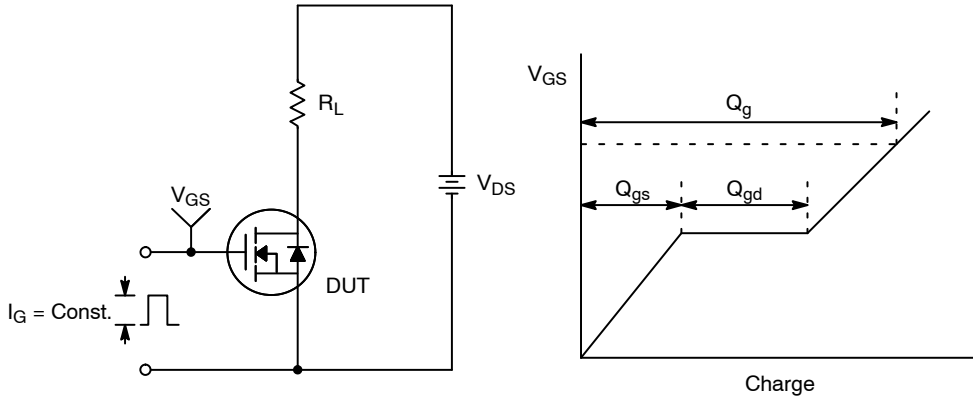 R_L
V_GS
V_DS
DUT
I_G = Const.
V_GS
Q_g
Q_gs
Q_gd
Charge